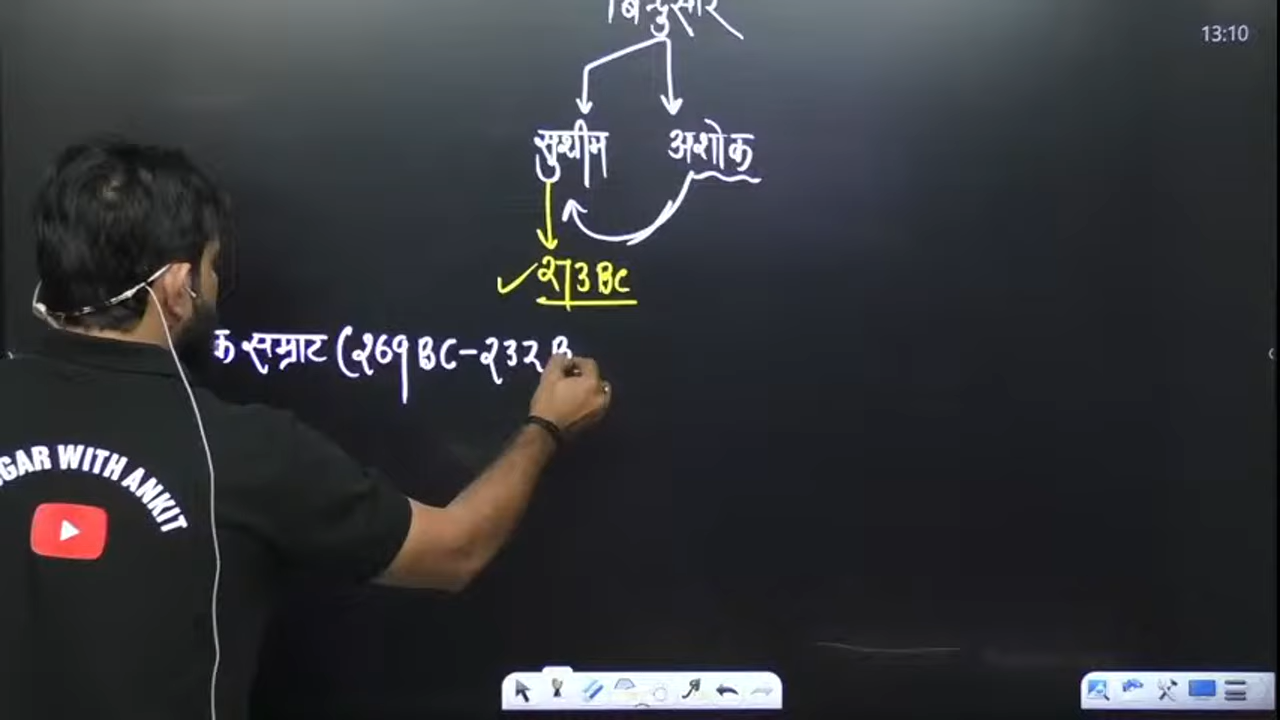 13:10
बिन्दुसार
सुशीम अशोक
273 BC
क सम्राट (269 BC-232 B
GAR WITH ANKIT